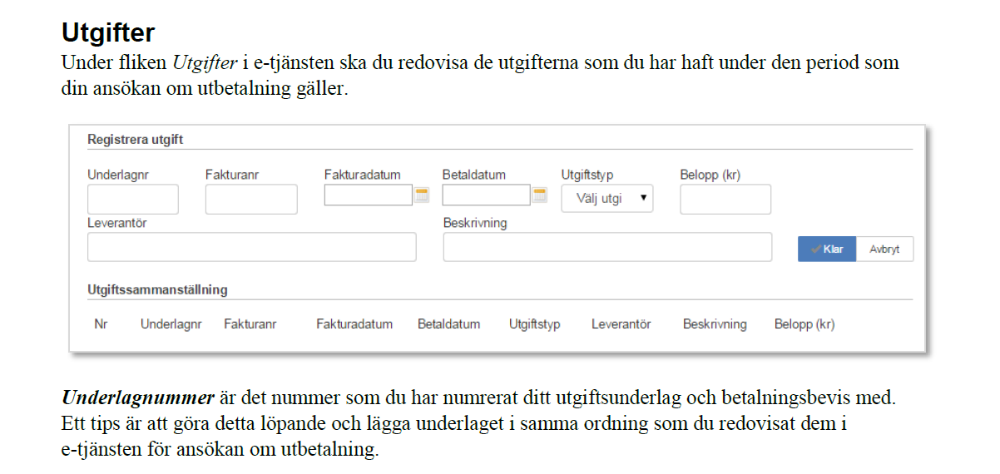 Utgifter
Under fliken Utgifter i e-tjänsten ska du redovisa de utgifterna som du har haft under den period som
din ansökan om utbetalning gäller.
Registrera utgift
Underlagnr Fakturanr Fakturadatum Betaldatum Utgiftstyp Belopp (kr)
Välj utgi
Leverantör Beskrivning
Klar Avbryt
Utgiftssammanställning
Nr Underlagnr Fakturanr Fakturadatum Betaldatum Utgiftstyp Leverantör Beskrivning Belopp (kr)
Underlagnummer är det nummer som du har numrerat ditt utgiftsunderlag och betalningsbevis med.
Ett tips är att göra detta löpande och lägga underlaget i samma ordning som du redovisat dem i
e-tjänsten för ansökan om utbetalning.